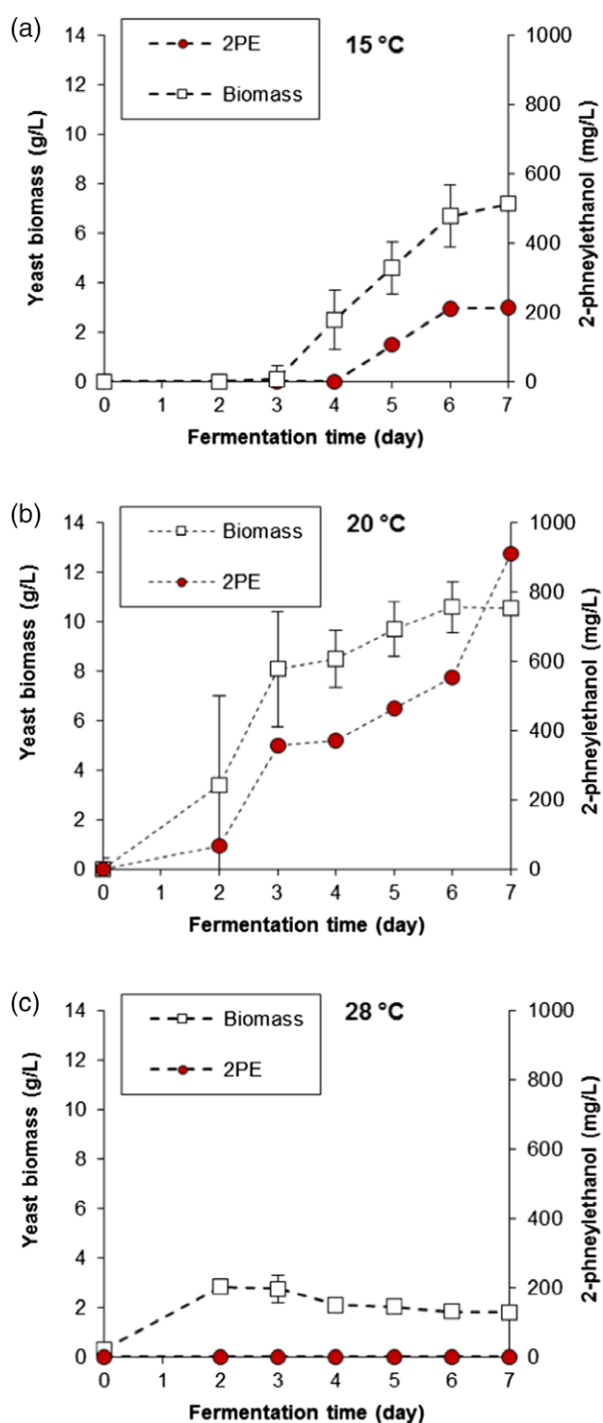 (a)
15 °C
2PE
Biomass
14
12
10
8
6
4
2
0
Yeast biomass (g/L)
1000
800
600
400
200
0
2-phneylethanol (mg/L)
0 1 2 3 4 5 6 7
Fermentation time (day)
(b)
20 °C
Biomass
2PE
14
12
10
8
6
4
2
0
Yeast biomass (g/L)
1000
800
600
400
200
0
2-phneylethanol (mg/L)
0 1 2 3 4 5 6 7
Fermentation time (day)
(c)
28 °C
Biomass
2PE
14
12
10
8
6
4
2
0
Yeast biomass (g/L)
1000
800
600
400
200
0
2-phneylethanol (mg/L)
0 1 2 3 4 5 6 7
Fermentation time (day)